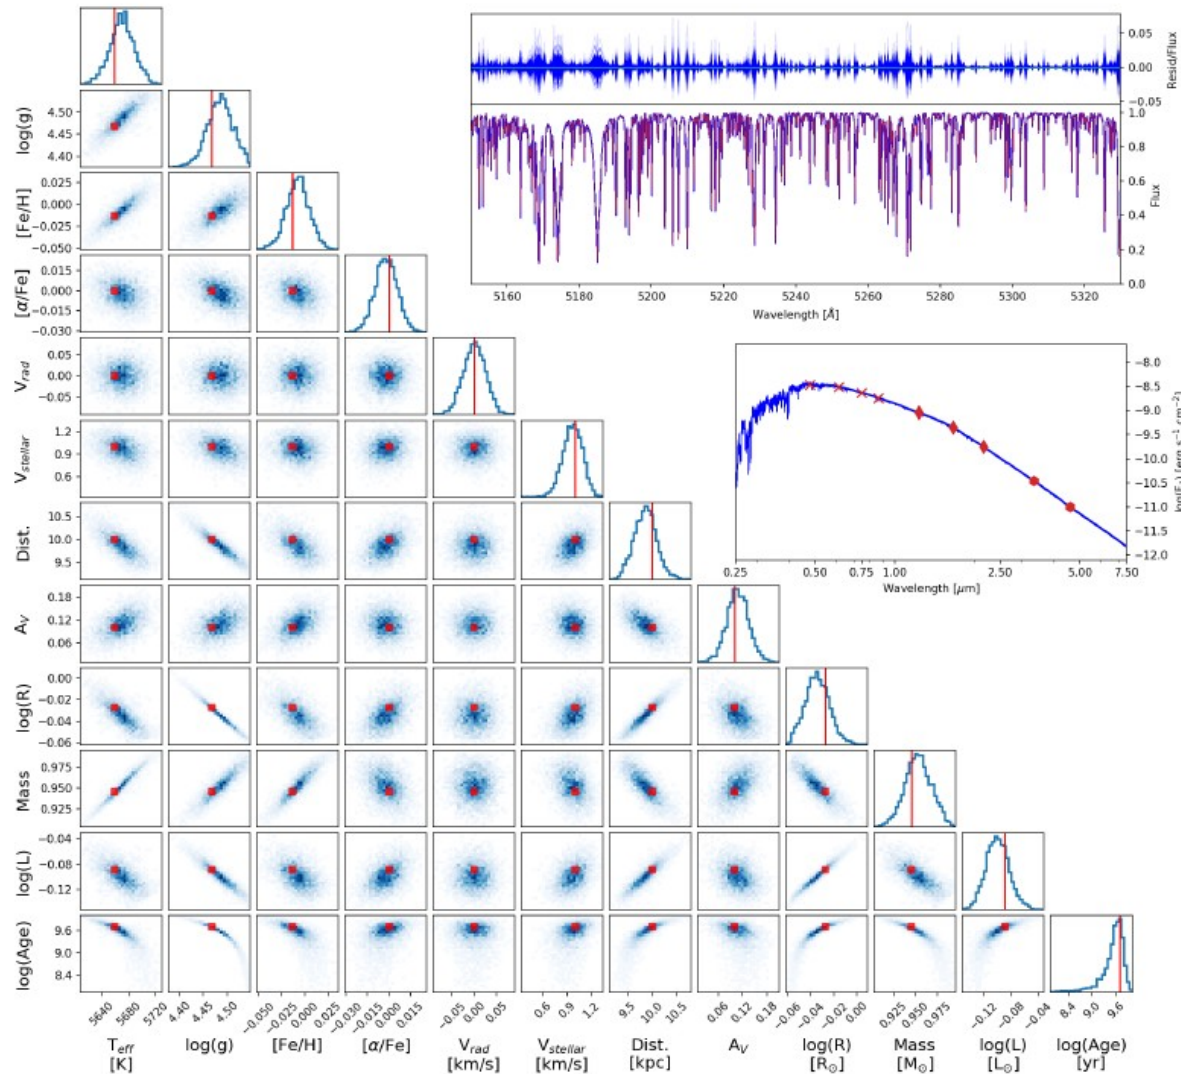 0.05
0.00
−0.05
Resid/Flux
1.0
0.8
0.6
0.4
0.2
0.0
Flux
5160 5180 5200 5220 5240 5260 5280 5300 5320
Wavelength [Å]
−8.0
−8.5
−9.0
−9.5
−10.0
−10.5
−11.0
−11.5
−12.0
0.25 0.50 0.75 1.00 2.50 5.00 7.50
Wavelength [μm]
log(g)
4.50
4.45
4.40
[Fe/H]
0.025
0.000
−0.025
−0.050
[α/Fe]
0.015
0.000
−0.015
−0.030
V_rad
0.05
0.00
−0.05
V_stellar
1.2
0.9
0.6
Dist.
10.5
10.0
9.5
A_V
0.18
0.12
0.06
log(R)
0.00
−0.02
−0.04
−0.06
Mass
0.975
0.950
0.925
log(L)
−0.04
−0.08
−0.12
log(Age)
9.6
9.0
8.4
5640 5680 5720 4.40 4.45 4.50 −0.050 −0.025 0.000 0.025 −0.030 −0.015 0.000 0.015 −0.05 0.00 0.05 0.6 0.9 1.2 9.5 10.0 10.5 0.06 0.12 0.18 −0.06 −0.04 −0.02 0.00 0.925 0.950 0.975 −0.12 −0.08 −0.04 8.4 9.0 9.6
T_eff log(g) [Fe/H] [α/Fe] V_rad V_stellar Dist. A_V log(R) Mass log(L) log(Age)
[K] [km/s] [km/s] [kpc] [R⊙] [M⊙] [L⊙] [yr]